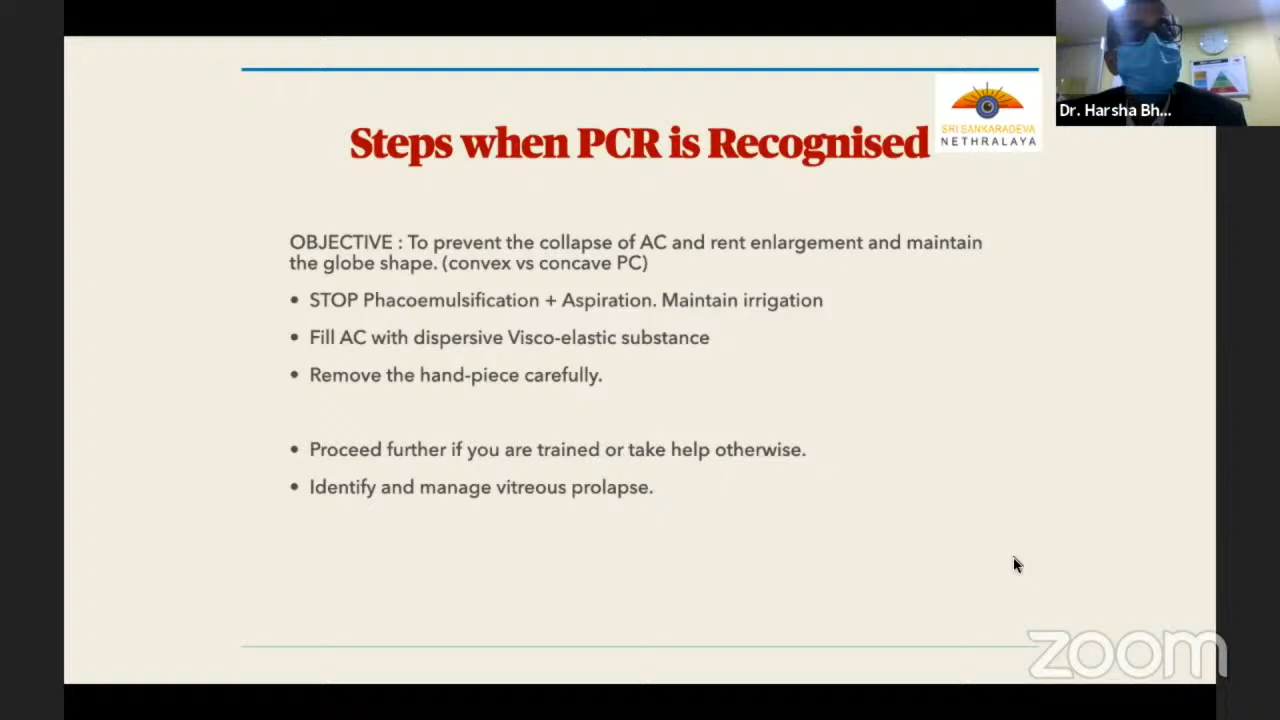 Dr. Harsha Bh...
SRI SANKARADEVA
NETHRALAYA
Steps when PCR is Recognised
OBJECTIVE : To prevent the collapse of AC and rent enlargement and maintain
the globe shape. (convex vs concave PC)
• STOP Phacoemulsification + Aspiration. Maintain irrigation
• Fill AC with dispersive Visco-elastic substance
• Remove the hand-piece carefully.
• Proceed further if you are trained or take help otherwise.
• Identify and manage vitreous prolapse.
zoom